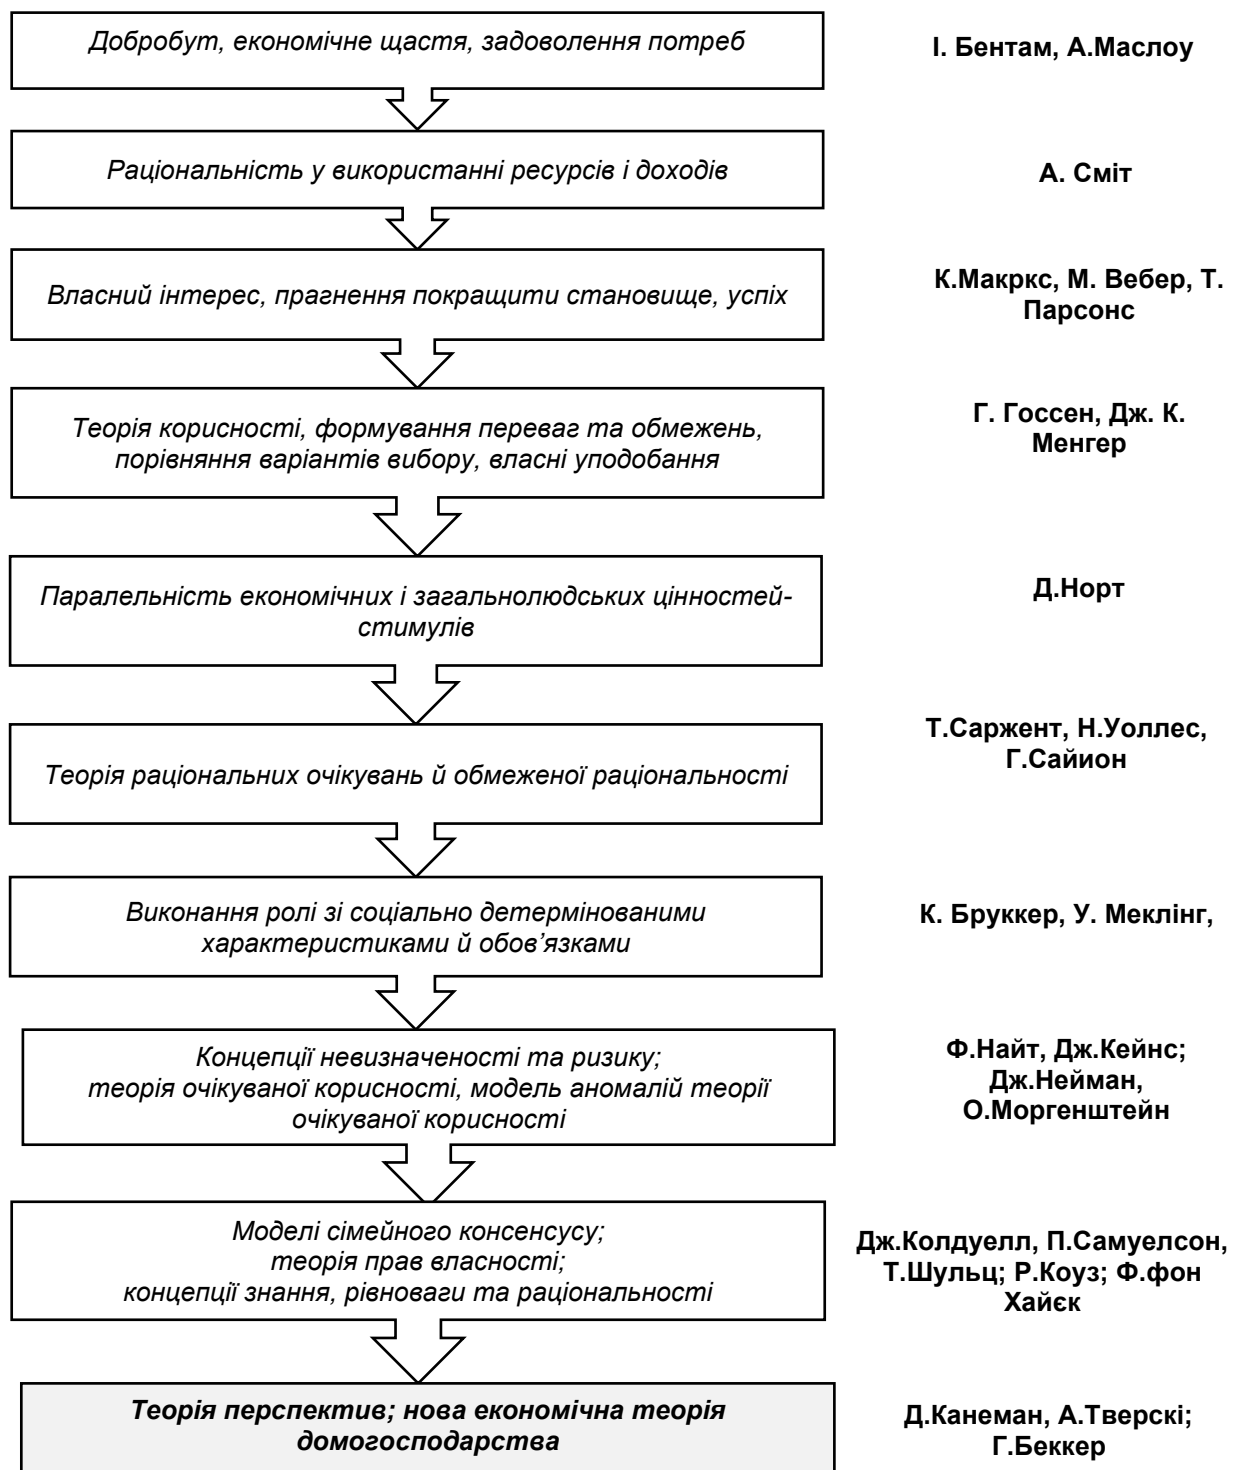 Добробут, економічне щастя, задоволення потреб
І. Бентам, А.Маслоу
Раціональність у використанні ресурсів і доходів
А. Сміт
Власний інтерес, прагнення покращити становище, успіх
К.Макркс, М. Вебер, Т.
Парсонс
Теорія корисності, формування переваг та обмежень,
порівняння варіантів вибору, власні уподобання
Г. Госсен, Дж. К.
Менгер
Паралельність економічних і загальнолюдських цінностей-
стимулів
Д.Норт
Теорія раціональних очікувань й обмеженої раціональності
Т.Саржент, Н.Уоллес,
Г.Сайион
Виконання ролі зі соціально детермінованими
характеристиками й обов’язками
К. Бруккер, У. Меклінг,
Концепції невизначеності та ризику;
теорія очікуваної корисності, модель аномалій теорії
очікуваної корисності
Ф.Найт, Дж.Кейнс;
Дж.Нейман,
О.Моргенштейн
Моделі сімейного консенсусу;
теорія прав власності;
концепції знання, рівноваги та раціональності
Дж.Колдуелл, П.Самуелсон,
Т.Шульц; Р.Коуз; Ф.фон
Хайєк
Теорія перспектив; нова економічна теорія
домогосподарства
Д.Канеман, А.Тверскі;
Г.Беккер